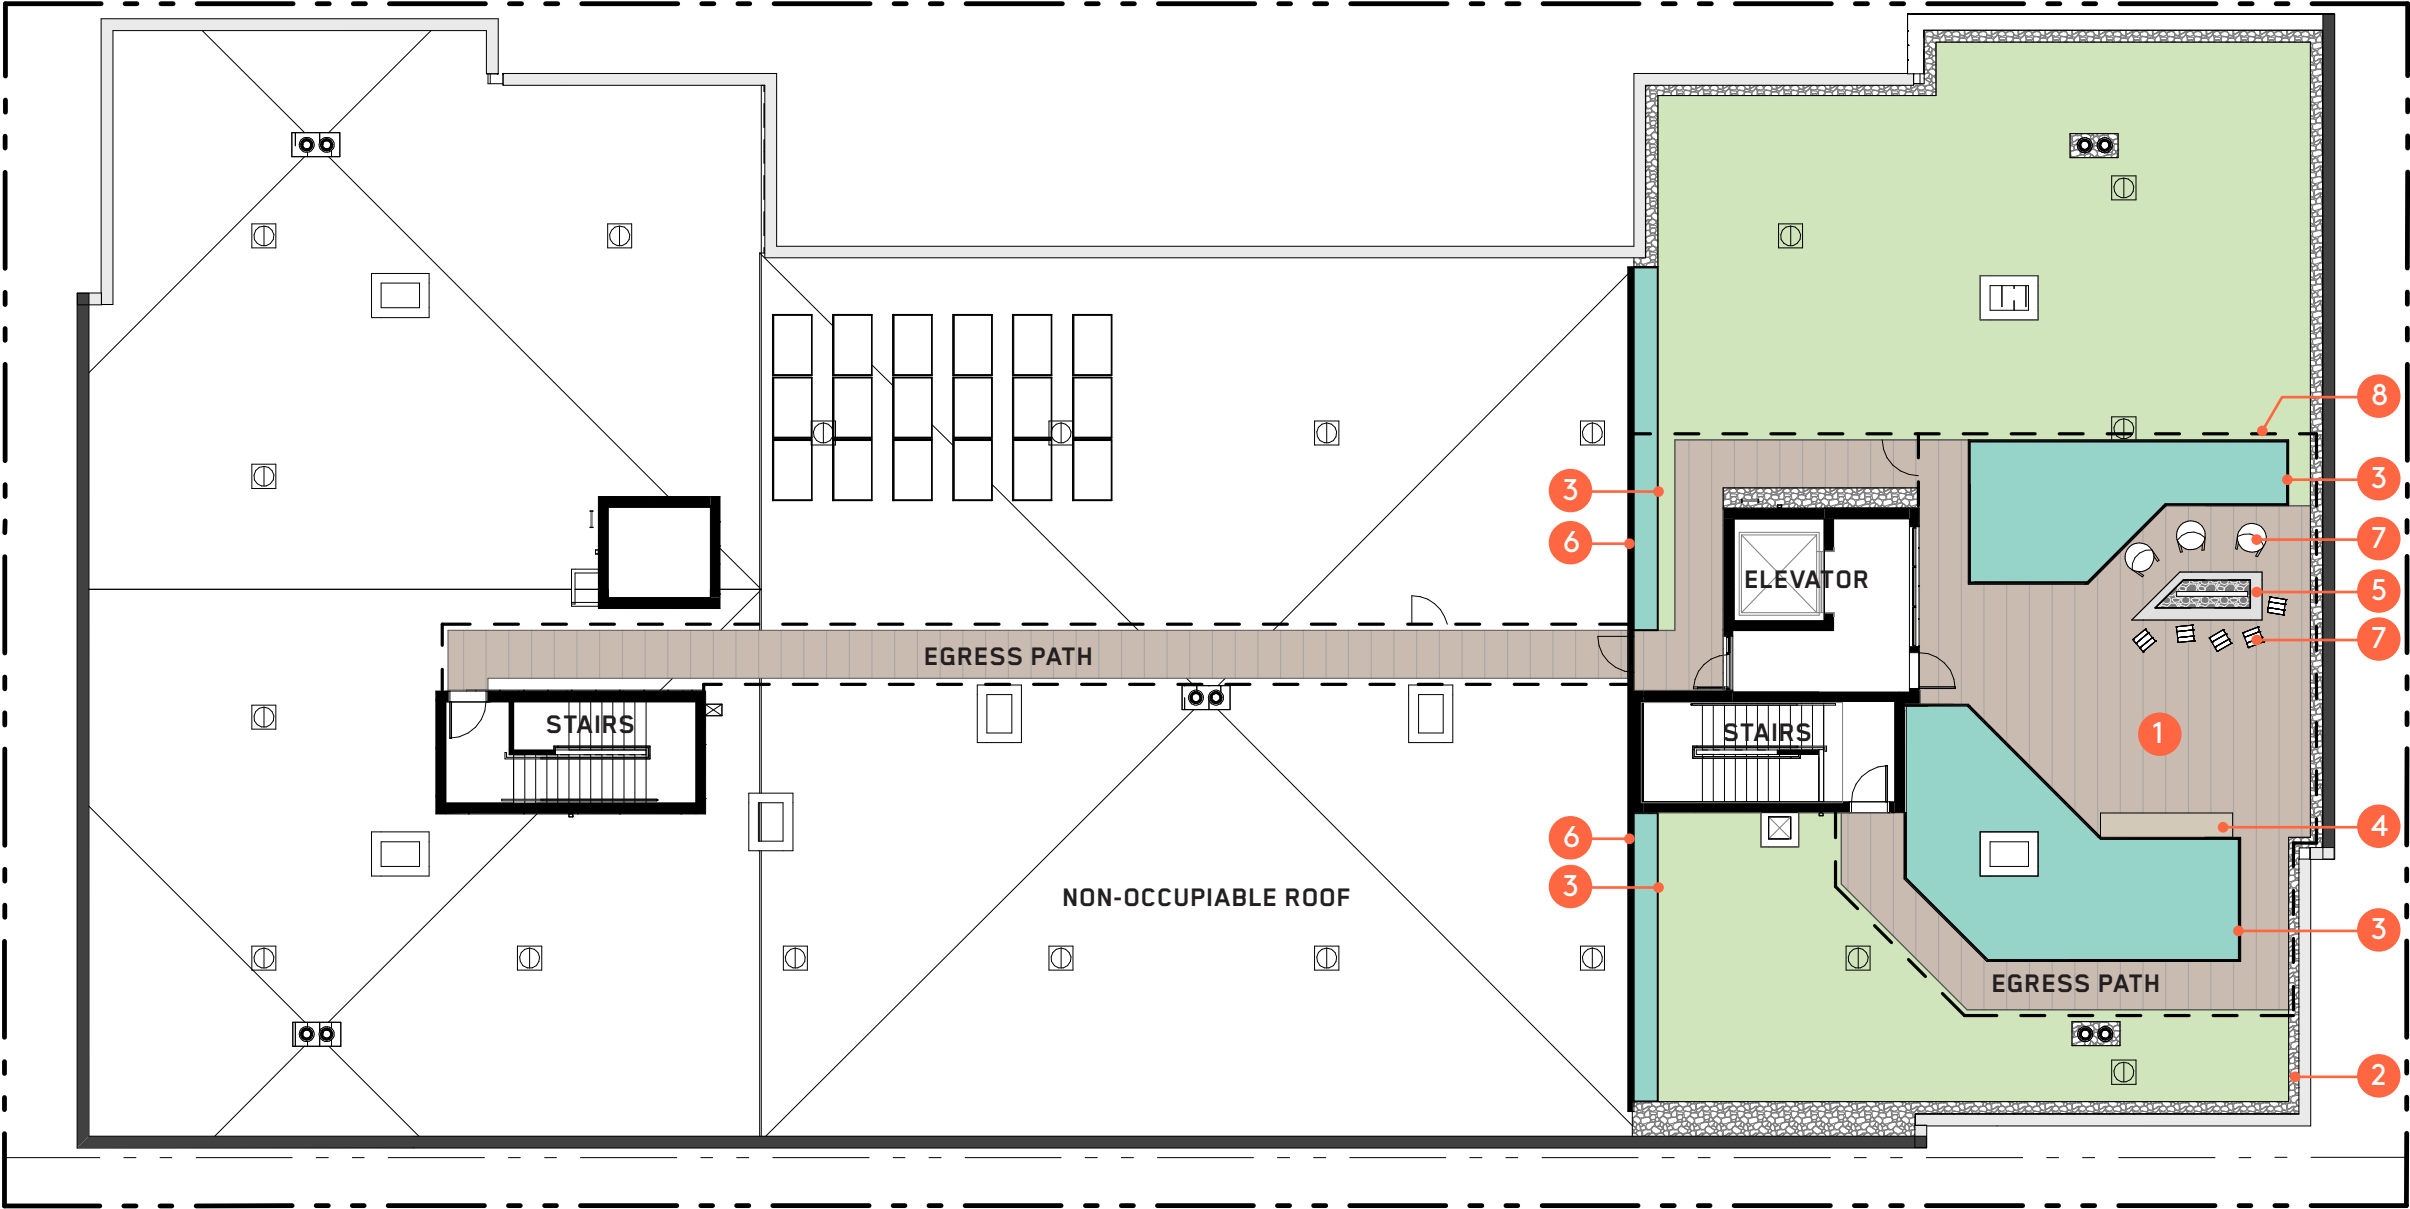 8
3
3
6
7
ELEVATOR
5
7
EGRESS PATH
STAIRS
STAIRS
1
4
6
3
NON-OCCUPIABLE ROOF
3
EGRESS PATH
2